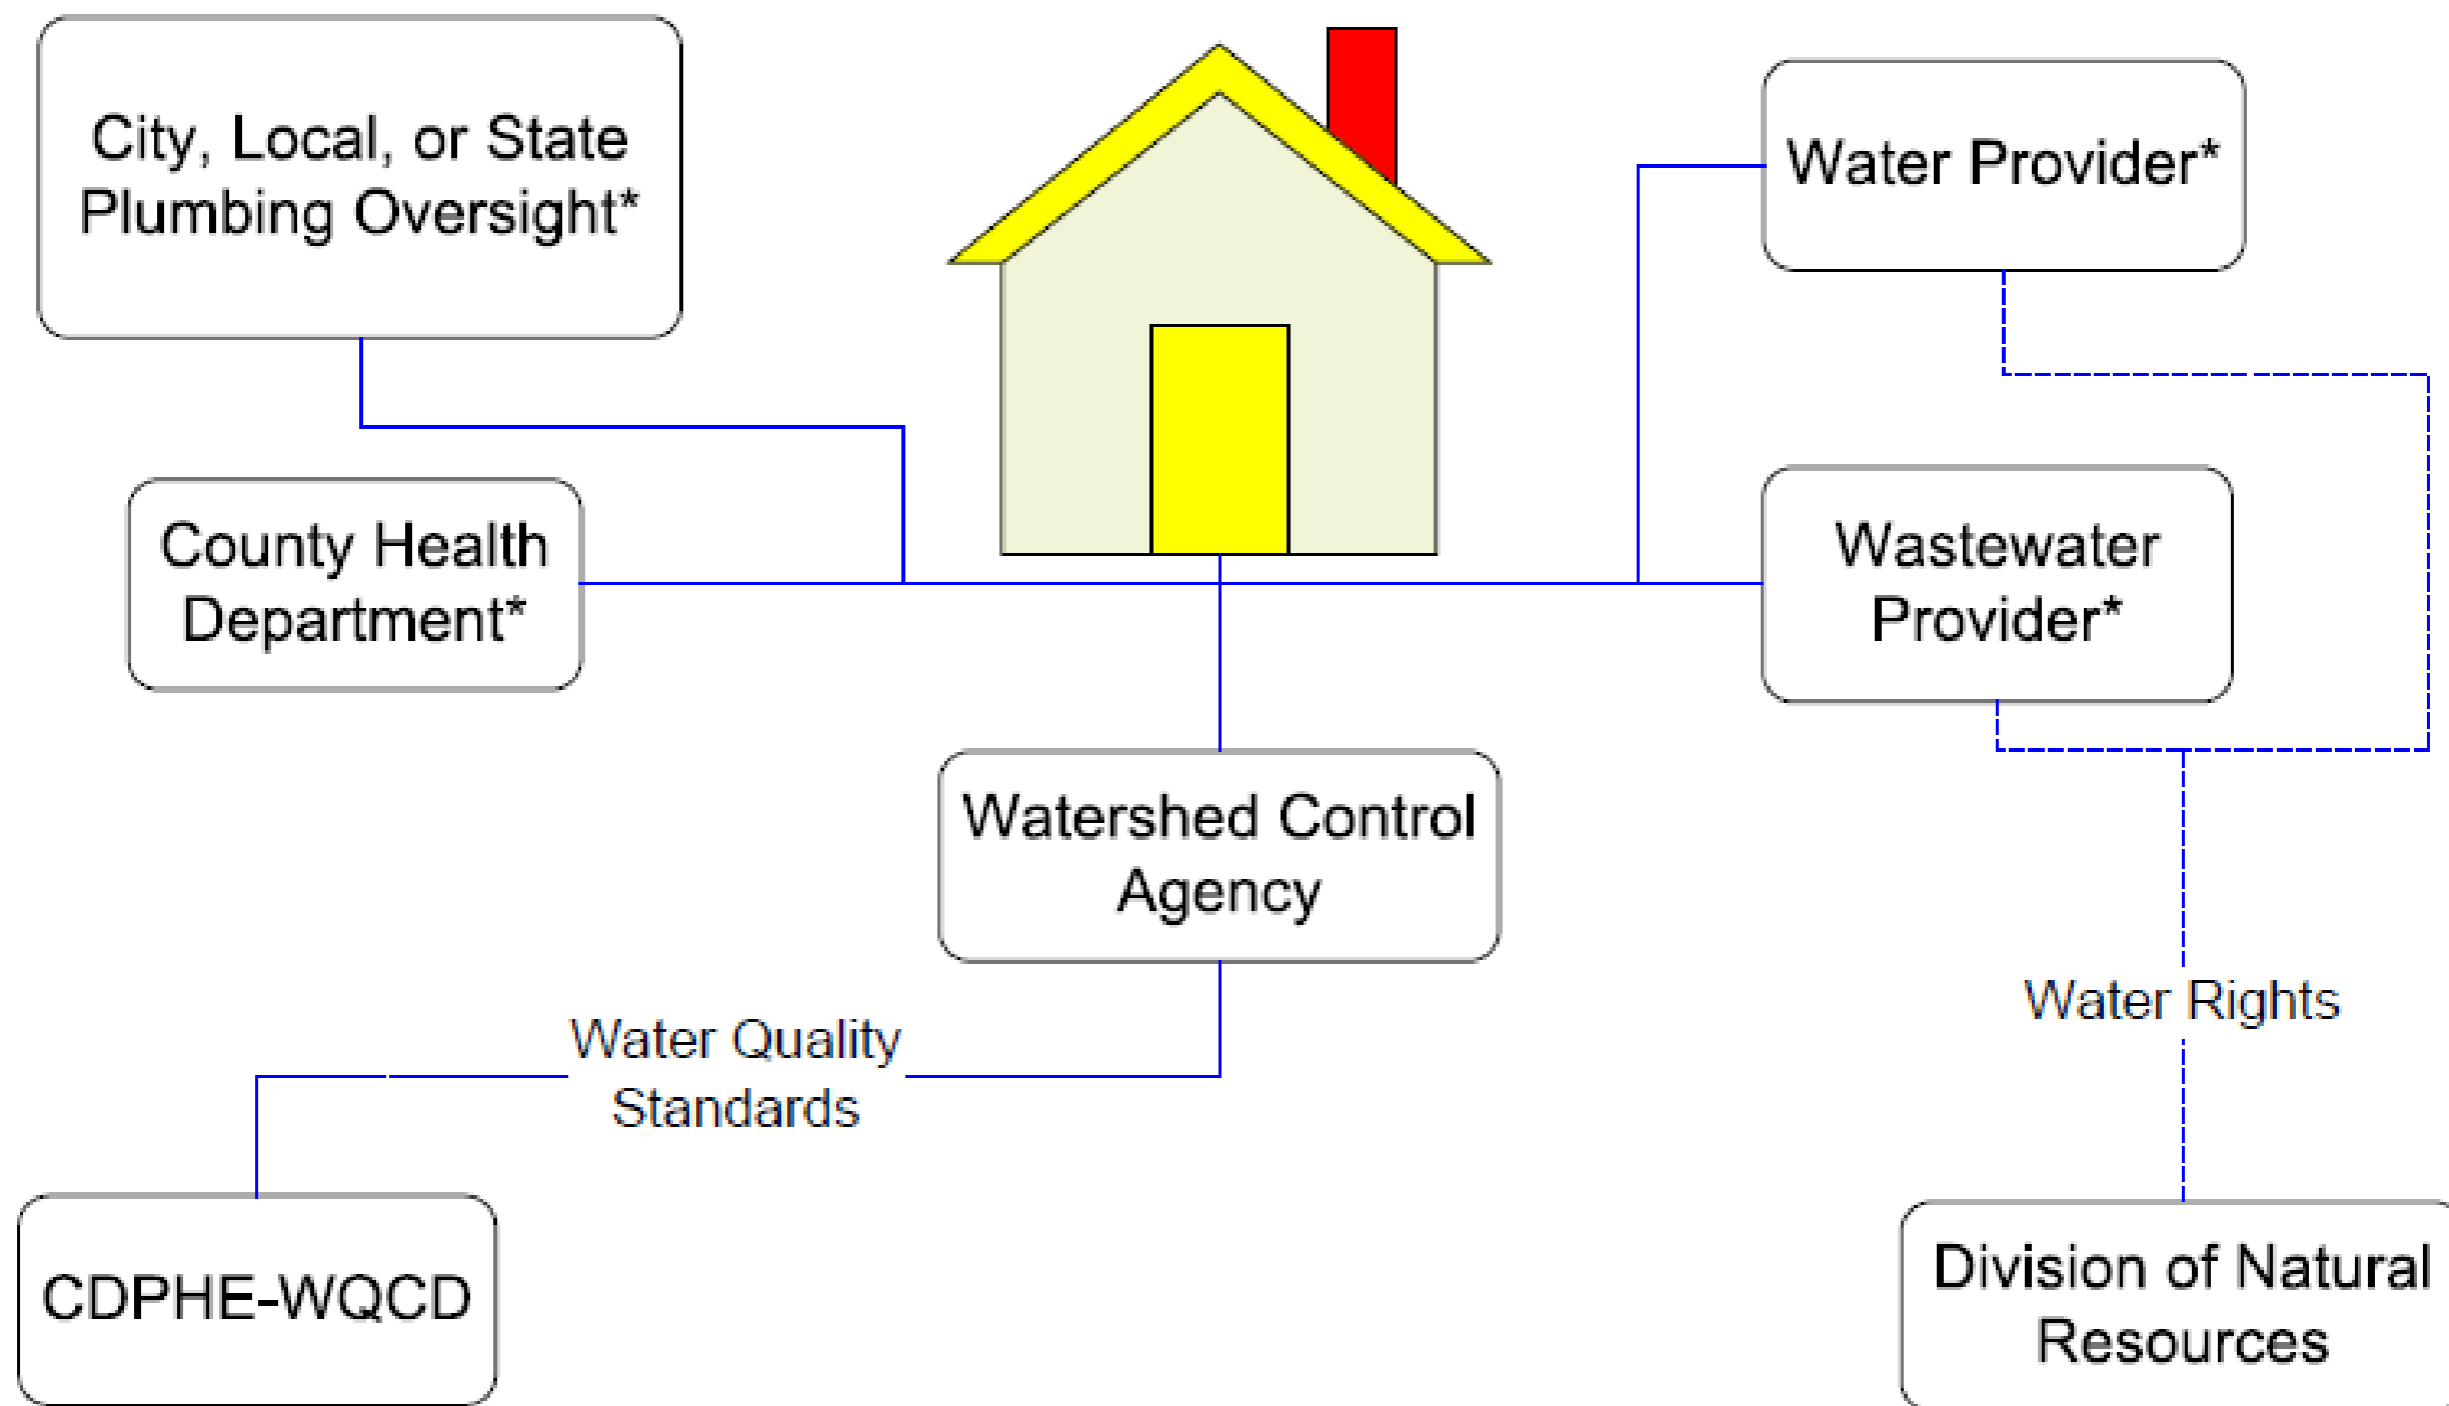 City, Local, or State
Plumbing Oversight*
Water Provider*
County Health
Department*
Wastewater
Provider*
Watershed Control
Agency
Water Quality
Standards
Water Rights
CDPHE-WQCD
Division of Natural
Resources